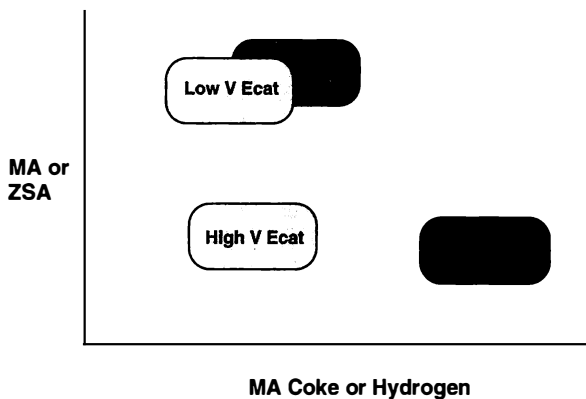 Low V Ecat
MA or
ZSA
High V Ecat
MA Coke or Hydrogen